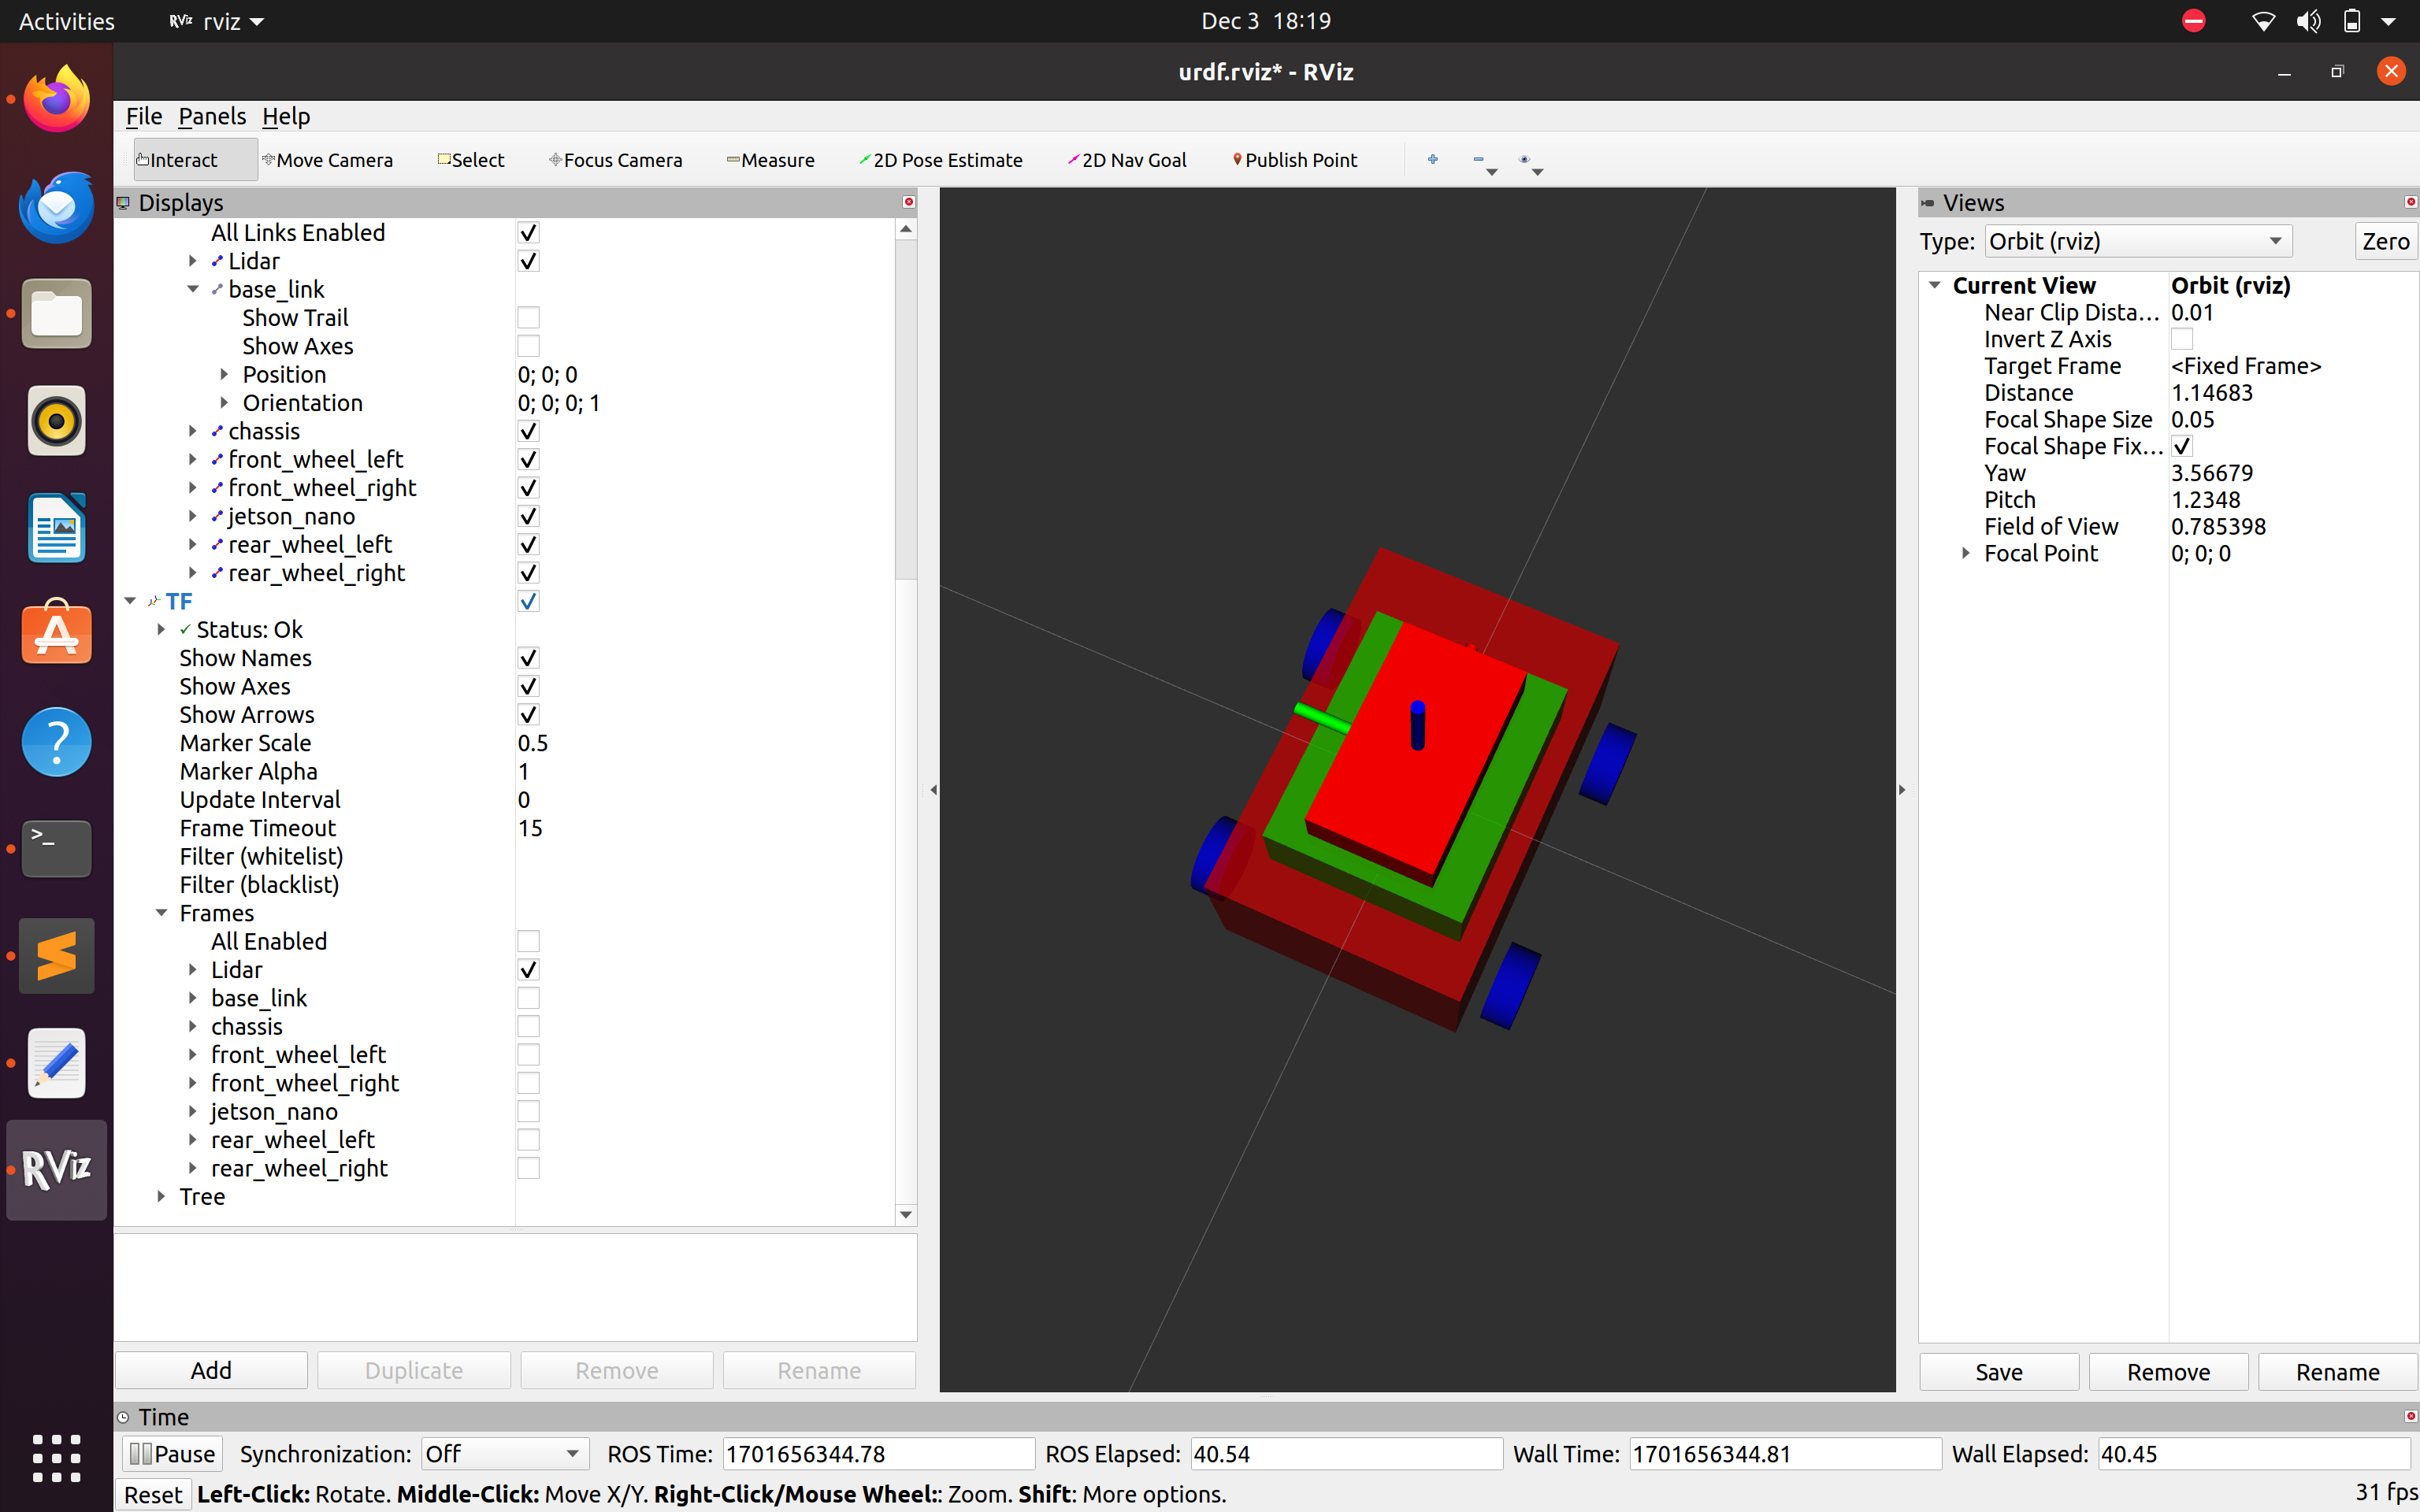 Activities RViz rviz Dec 3 18:19
urdf.rviz* - RViz
File Panels Help
Interact Move Camera Select Focus Camera Measure 2D Pose Estimate 2D Nav Goal Publish Point
Displays
All Links Enabled
Lidar
base_link
Show Trail
Show Axes
Position 0; 0; 0
Orientation 0; 0; 0; 1
chassis
front_wheel_left
front_wheel_right
jetson_nano
rear_wheel_left
rear_wheel_right
TF
Status: Ok
Show Names
Show Axes
Show Arrows
Marker Scale 0.5
Marker Alpha 1
Update Interval 0
Frame Timeout 15
Filter (whitelist)
Filter (blacklist)
Frames
All Enabled
Lidar
base_link
chassis
front_wheel_left
front_wheel_right
jetson_nano
rear_wheel_left
rear_wheel_right
Tree
Add Duplicate Remove Rename
Views
Type: Orbit (rviz) Zero
Current View Orbit (rviz)
Near Clip Dista... 0.01
Invert Z Axis
Target Frame <Fixed Frame>
Distance 1.14683
Focal Shape Size 0.05
Focal Shape Fix...
Yaw 3.56679
Pitch 1.2348
Field of View 0.785398
Focal Point 0; 0; 0
Save Remove Rename
RViz
Time
Pause Synchronization: Off ROS Time: 1701656344.78 ROS Elapsed: 40.54 Wall Time: 1701656344.81 Wall Elapsed: 40.45
Reset Left-Click: Rotate. Middle-Click: Move X/Y. Right-Click/Mouse Wheel:: Zoom. Shift: More options. 31 fps